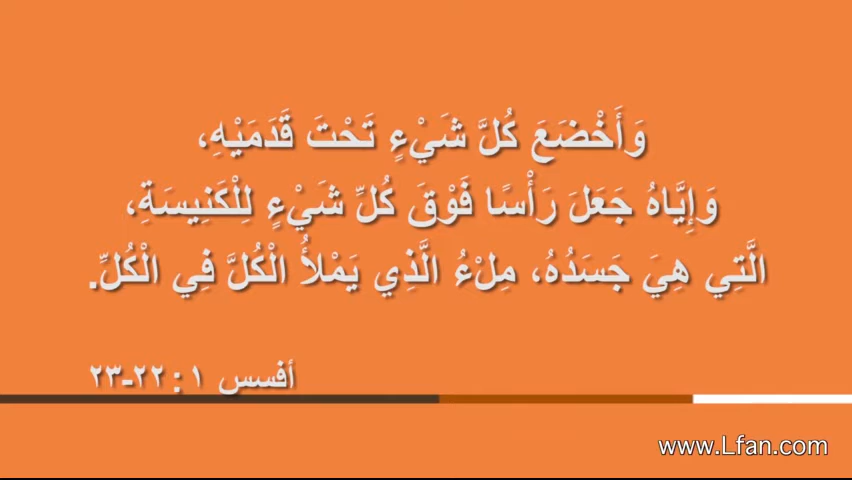 وَأَخْضَعَ كُلَّ شَيْءٍ تَحْتَ قَدَمَيْهِ،
وَإِيَّاهُ جَعَلَ رَأْسًا فَوْقَ كُلِّ شَيْءٍ لِلْكَنِيسَةِ،
الَّتِي هِيَ جَسَدُهُ، مِلْءُ الَّذِي يَمْلأُ الْكُلَّ فِي الْكُلِّ.
أفسس ١ : ٢٢-٢٣
www.Lfan.com